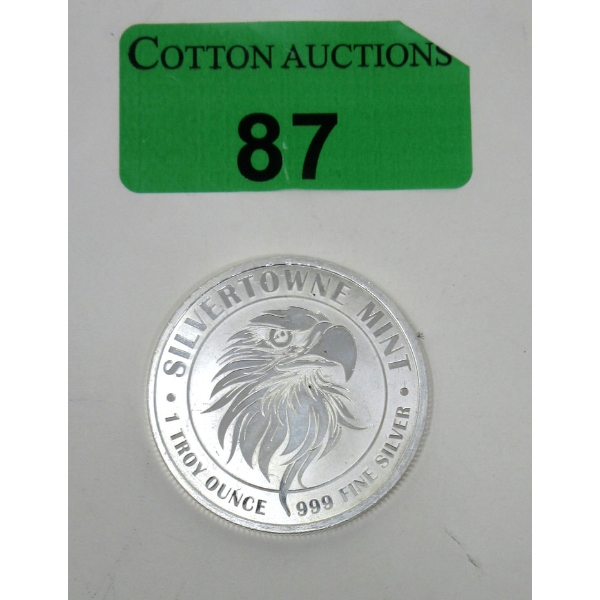 COTTON AUCTIONS
87
SILVERTOWNE MINT
• 1 TROY OUNCE 999 FINE SILVER •